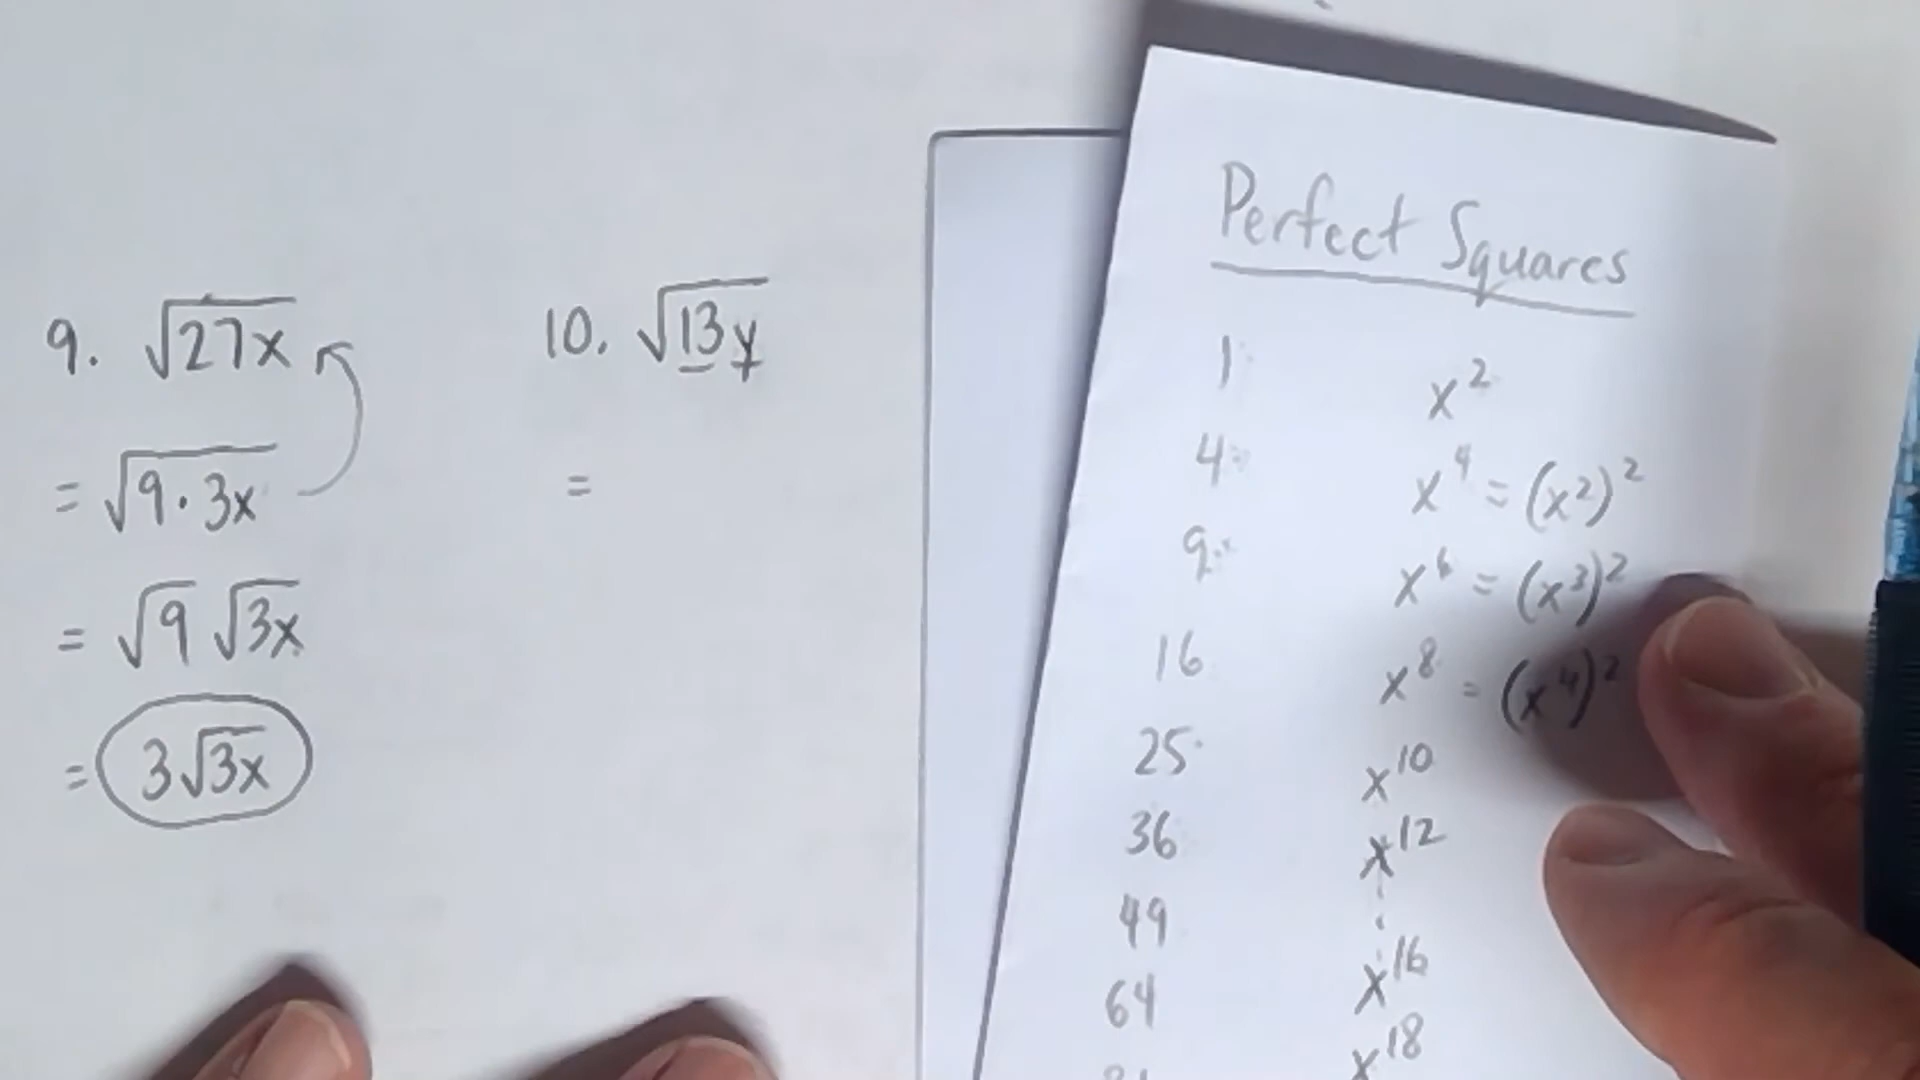 9. √27x
= √9·3x
= √9 √3x
= 3√3x
10. √13y
=
Perfect Squares
1 x²
4 x⁴ = (x²)²
9 x⁶ = (x³)²
16 x⁸ = (x⁴)²
25 x¹⁰
36 x¹²
49
64 x¹⁶
x¹⁸